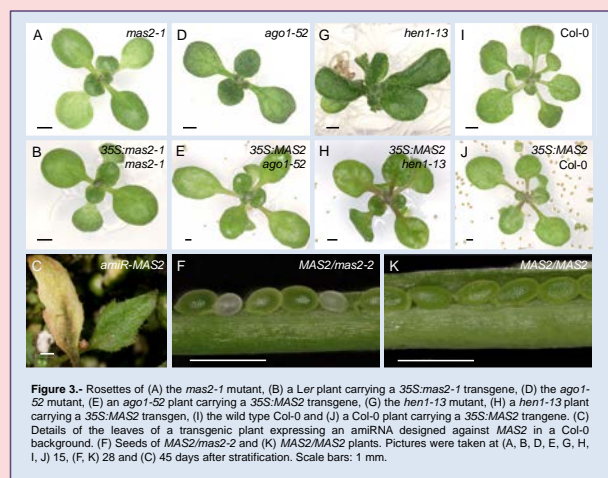 A mas2-1
D ago1-52
G hen1-13
I Col-0
B 35S:mas2-1
mas2-1
E 35S:MAS2
ago1-52
H 35S:MAS2
hen1-13
J 35S:MAS2
Col-0
C amiR-MAS2
F MAS2/mas2-2
K MAS2/MAS2
Figure 3.- Rosettes of (A) the mas2-1 mutant, (B) a Ler plant carrying a 35S:mas2-1 transgene, (D) the ago1-
52 mutant, (E) an ago1-52 plant carrying a 35S:MAS2 transgene, (G) the hen1-13 mutant, (H) a hen1-13 plant
carrying a 35S:MAS2 transgen, (I) the wild type Col-0 and (J) a Col-0 plant carrying a 35S:MAS2 trangene. (C)
Details of the leaves of a transgenic plant expressing an amiRNA designed against MAS2 in a Col-0
background. (F) Seeds of MAS2/mas2-2 and (K) MAS2/MAS2 plants. Pictures were taken at (A, B, D, E, G, H,
I, J) 15, (F, K) 28 and (C) 45 days after stratification. Scale bars: 1 mm.